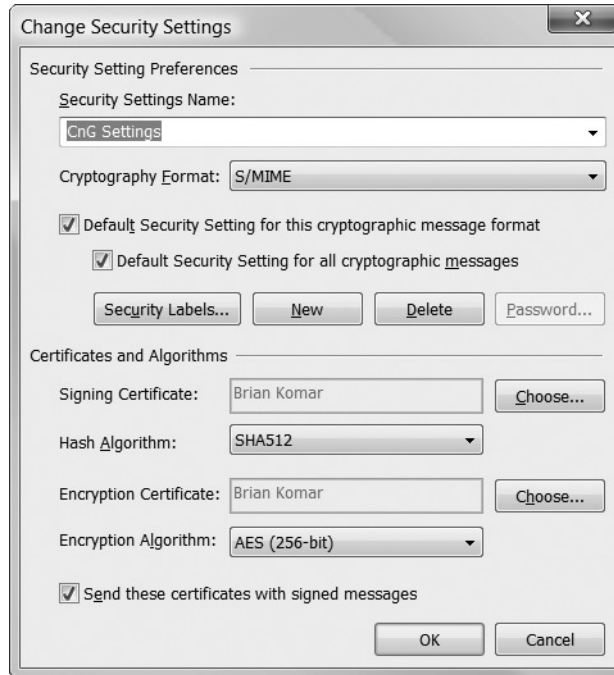 Change Security Settings
Security Setting Preferences
Security Settings Name:
CnG Settings
Cryptography Format: S/MIME
Default Security Setting for this cryptographic message format
Default Security Setting for all cryptographic messages
Security Labels... New Delete Password...
Certificates and Algorithms
Signing Certificate: Brian Komar Choose...
Hash Algorithm: SHA512
Encryption Certificate: Brian Komar Choose...
Encryption Algorithm: AES (256-bit)
Send these certificates with signed messages
OK Cancel